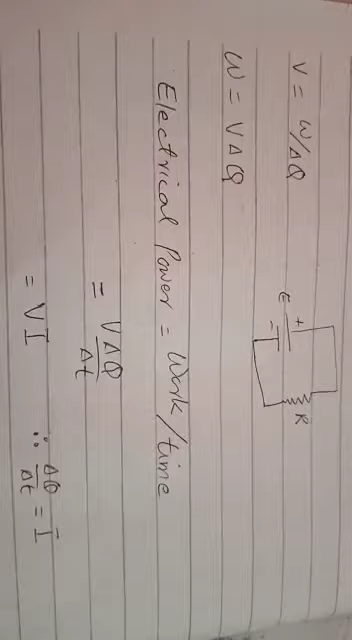 V = W/ΔQ
E + - R
W = VΔQ
Electrical Power = Work/time
= VΔQ/Δt
= VI ∴ ΔQ/Δt = I